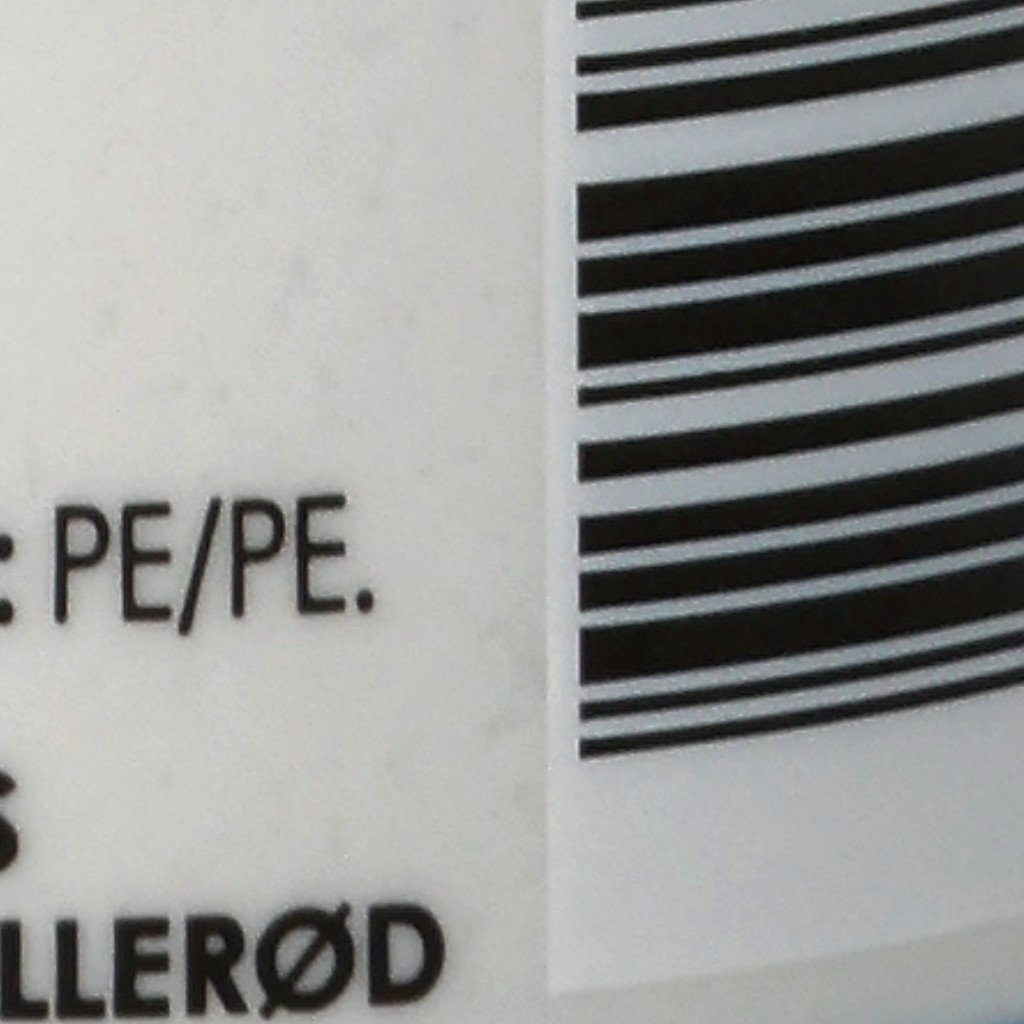 : PE/PE.
S
LLERØD